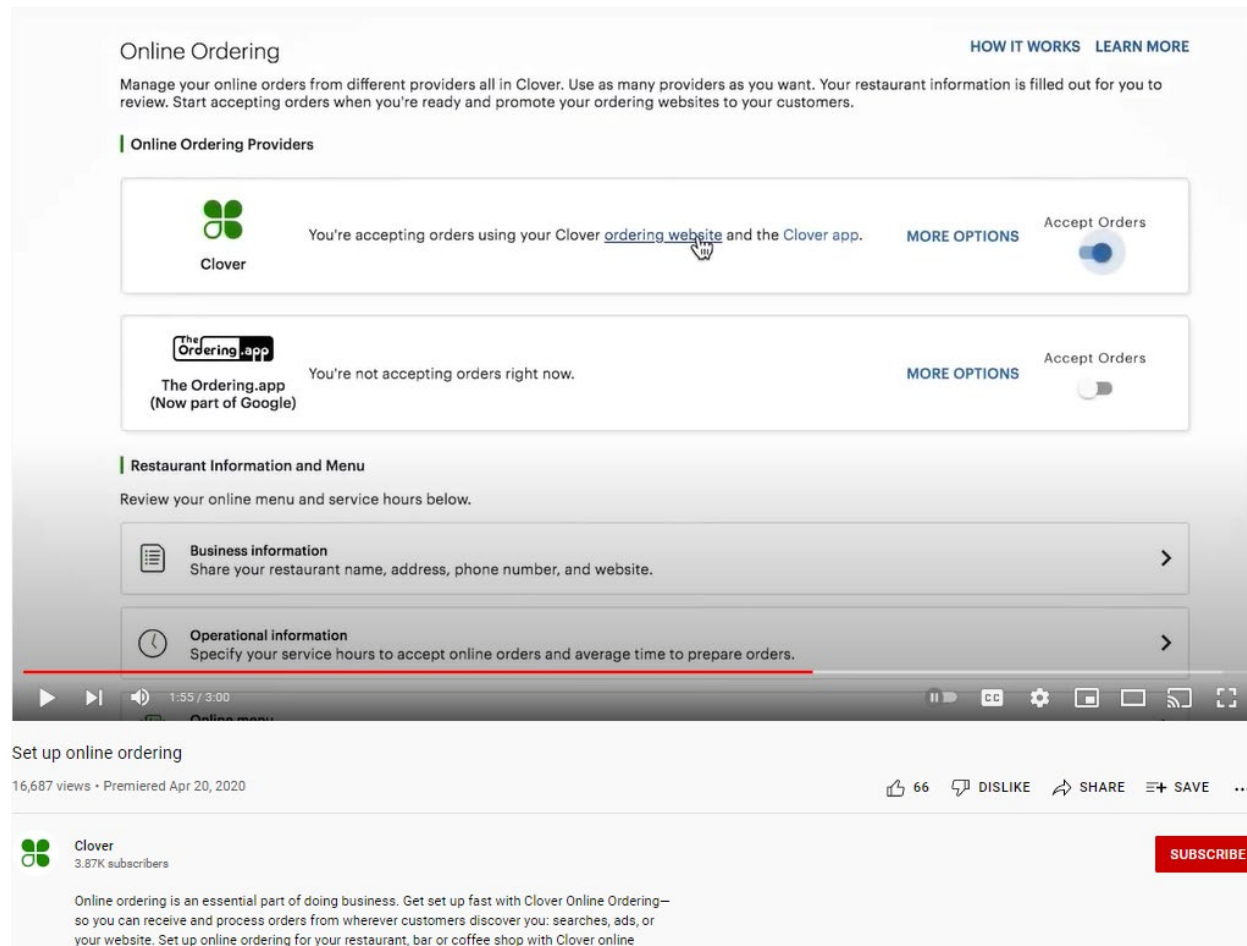 Online Ordering
HOW IT WORKS LEARN MORE
Manage your online orders from different providers all in Clover. Use as many providers as you want. Your restaurant information is filled out for you to
review. Start accepting orders when you're ready and promote your ordering websites to your customers.
Online Ordering Providers
Clover
You're accepting orders using your Clover ordering website and the Clover app.
MORE OPTIONS
Accept Orders
The Ordering.app
The Ordering.app
(Now part of Google)
You're not accepting orders right now.
MORE OPTIONS
Accept Orders
Restaurant Information and Menu
Review your online menu and service hours below.
Business information
Share your restaurant name, address, phone number, and website.
Operational information
Specify your service hours to accept online orders and average time to prepare orders.
Online menu
1:55 / 3:00
CC
Set up online ordering
16,687 views • Premiered Apr 20, 2020
66 DISLIKE SHARE SAVE ...
Clover
3.87K subscribers
SUBSCRIBE
Online ordering is an essential part of doing business. Get set up fast with Clover Online Ordering—
so you can receive and process orders from wherever customers discover you: searches, ads, or
your website. Set up online ordering for your restaurant, bar or coffee shop with Clover online